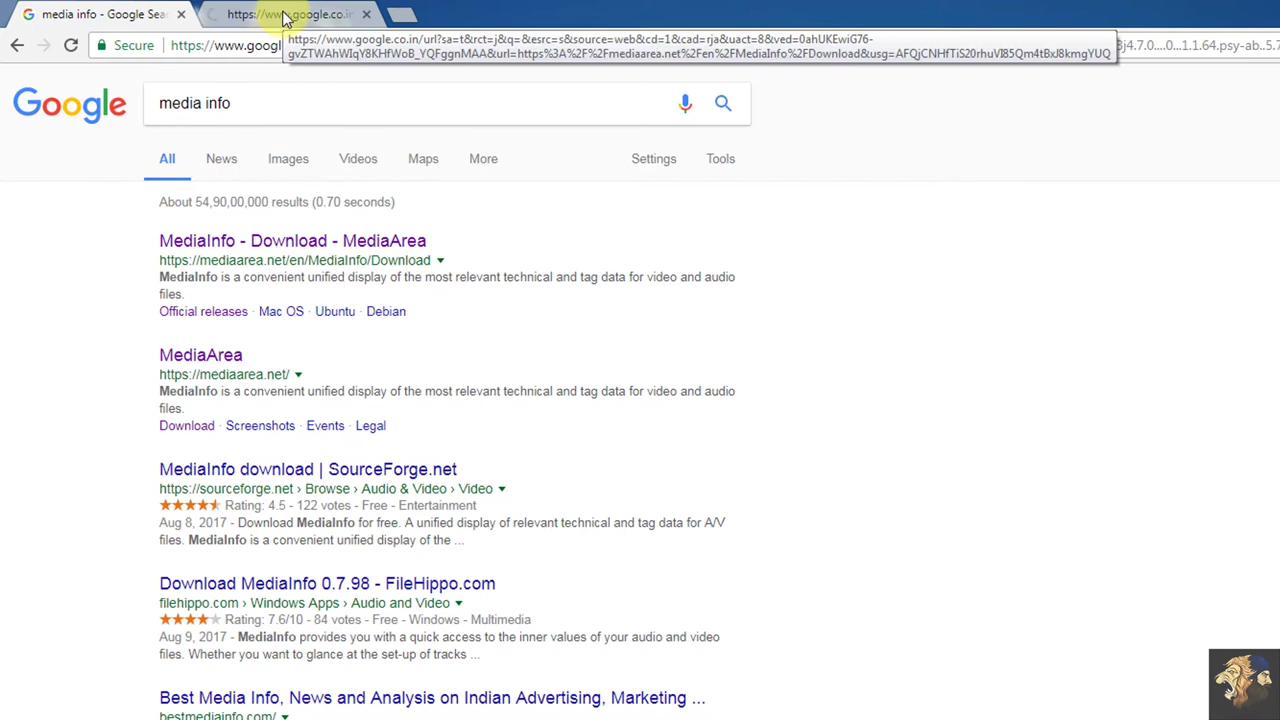 media info - Google Sea
https://www.google.co.in
Secure
https://www.googl
j4.7.0....0...1.1.64.psy-ab..5.7
https://www.google.co.in/url?sa=t&rct=j&q=&esrc=s&source=web&cd=1&cad=rja&uact=8&ved=0ahUKEwiG76-
gvZTWAhWIqY8KHfWoB_YQFggnMAA&url=https%3A%2F%2Fmediaarea.net%2Fen%2FMediaInfo%2FDownload&usg=AFQjCNHfTiS20rhuVI85Qm4tBxJ8kmgYUQ
Google
media info
All News Images Videos Maps More Settings Tools
About 54,90,00,000 results (0.70 seconds)
MediaInfo - Download - MediaArea
https://mediaarea.net/en/MediaInfo/Download
MediaInfo is a convenient unified display of the most relevant technical and tag data for video and audio
files.
Official releases · Mac OS · Ubuntu · Debian
MediaArea
https://mediaarea.net/
MediaInfo is a convenient unified display of the most relevant technical and tag data for video and audio
files.
Download · Screenshots · Events · Legal
MediaInfo download | SourceForge.net
https://sourceforge.net › Browse › Audio & Video › Video
Rating: 4.5 - 122 votes - Free - Entertainment
Aug 8, 2017 - Download MediaInfo for free. A unified display of relevant technical and tag data for A/V
files. MediaInfo is a convenient unified display of the ...
Download MediaInfo 0.7.98 - FileHippo.com
filehippo.com › Windows Apps › Audio and Video
Rating: 7.6/10 - 84 votes - Free - Windows - Multimedia
Aug 9, 2017 - MediaInfo provides you with a quick access to the inner values of your audio and video
files. Whether you want to glance at the set-up of tracks ...
Best Media Info, News and Analysis on Indian Advertising, Marketing ...
bestmediainfo.com/